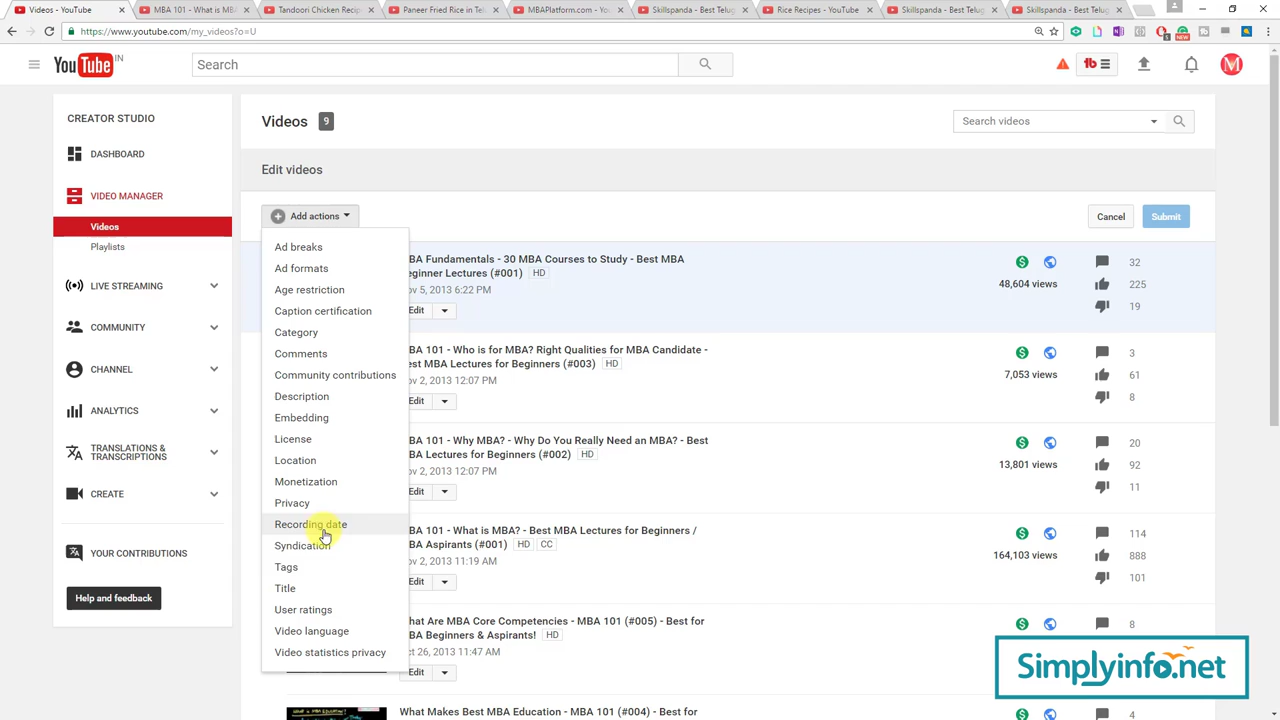 Videos - YouTube
MBA 101 - What is M
Tandoori Chicken Recip
Paneer Fried Rice in Tel
MBAPlatform.com - You
Skillspanda - Best Telug
Rice Recipes - YouTube
Skillspanda - Best Telug
Skillspanda - Best Telug
https://www.youtube.com/my_videos?o=U
YouTube IN
Search
CREATOR STUDIO
DASHBOARD
VIDEO MANAGER
Videos
Playlists
LIVE STREAMING
COMMUNITY
CHANNEL
ANALYTICS
TRANSLATIONS &
TRANSCRIPTIONS
CREATE
YOUR CONTRIBUTIONS
Help and feedback
Videos 9
Search videos
Edit videos
Add actions
Cancel
Submit
Ad breaks
Ad formats
Age restriction
Caption certification
Category
Comments
Community contributions
Description
Embedding
License
Location
Monetization
Privacy
Recording date
Syndication
Tags
Title
User ratings
Video language
Video statistics privacy
BA Fundamentals - 30 MBA Courses to Study - Best MBA
eginner Lectures (#001) HD
ov 5, 2013 6:22 PM
Edit
48,604 views
32
225
19
BA 101 - Who is for MBA? Right Qualities for MBA Candidate -
est MBA Lectures for Beginners (#003) HD
ov 2, 2013 12:07 PM
Edit
7,053 views
3
61
8
BA 101 - Why MBA? - Why Do You Really Need an MBA? - Best
BA Lectures for Beginners (#002) HD
ov 2, 2013 12:07 PM
Edit
13,801 views
20
92
11
BA 101 - What is MBA? - Best MBA Lectures for Beginners /
BA Aspirants (#001) HD CC
ov 2, 2013 11:19 AM
Edit
164,103 views
114
888
101
hat Are MBA Core Competencies - MBA 101 (#005) - Best for
BA Beginners & Aspirants! HD
ct 26, 2013 11:47 AM
Edit
8
What Makes Best MBA Education - MBA 101 (#004) - Best for
4
Simplyinfo.net